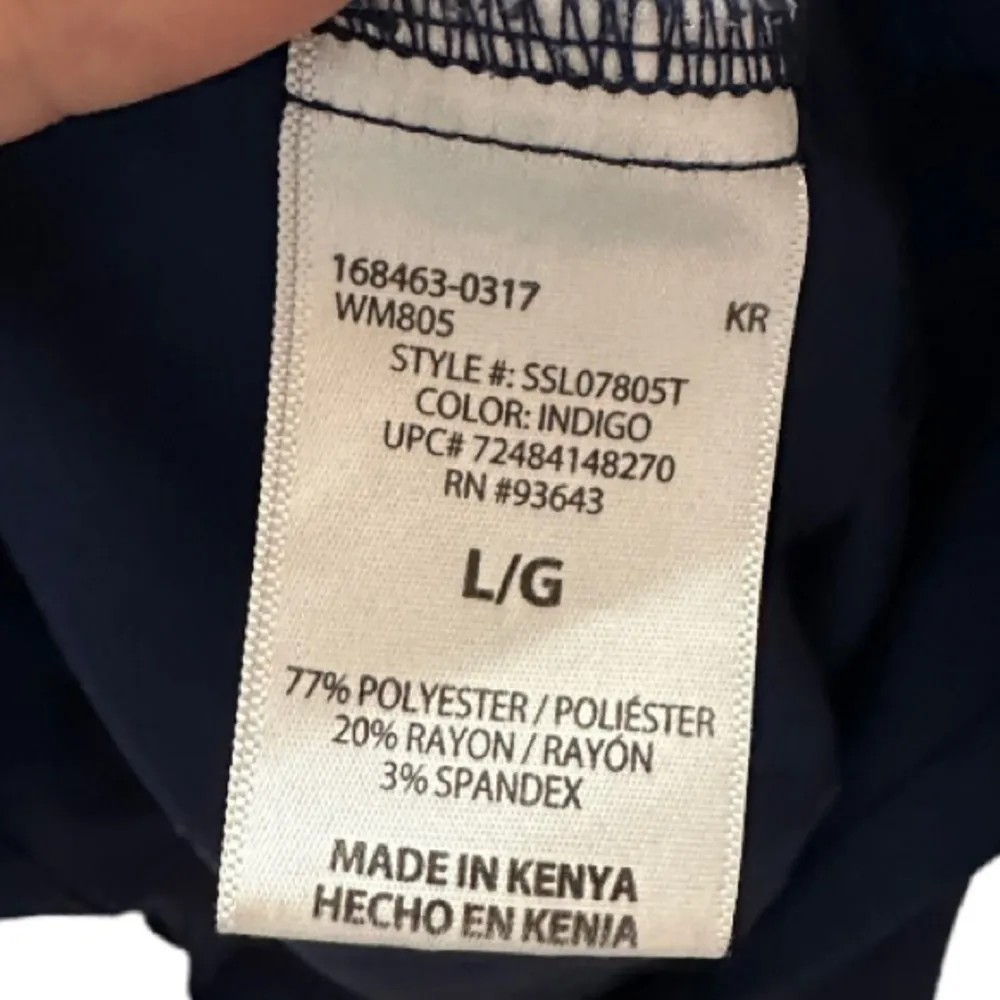 168463-0317
WM805 KR
STYLE #: SSL07805T
COLOR: INDIGO
UPC# 72484148270
RN #93643
L/G
77% POLYESTER / POLIÉSTER
20% RAYON / RAYÓN
3% SPANDEX
MADE IN KENYA
HECHO EN KENIA